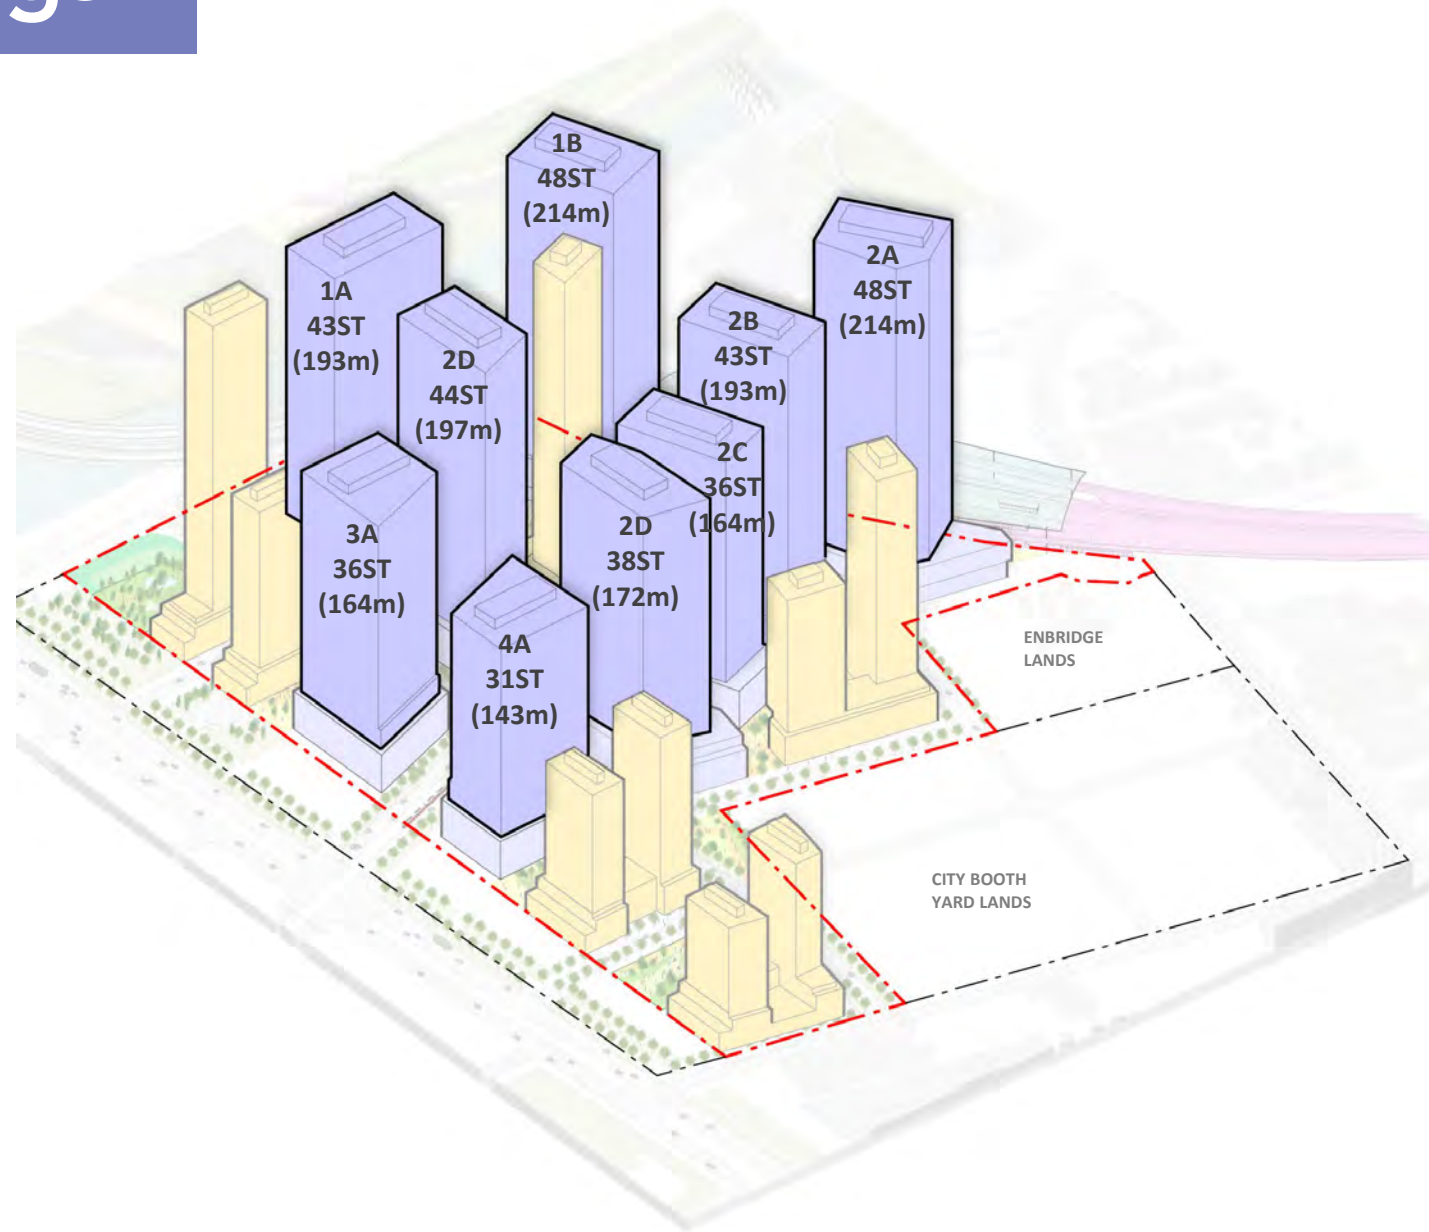 1B
48ST
(214m)
2A
48ST
(214m)
1A
43ST
(193m)
2B
43ST
(193m)
2D
44ST
(197m)
2C
36ST
(164m)
3A
36ST
(164m)
2D
38ST
(172m)
4A
31ST
(143m)
ENBRIDGE
LANDS
CITY BOOTH
YARD LANDS